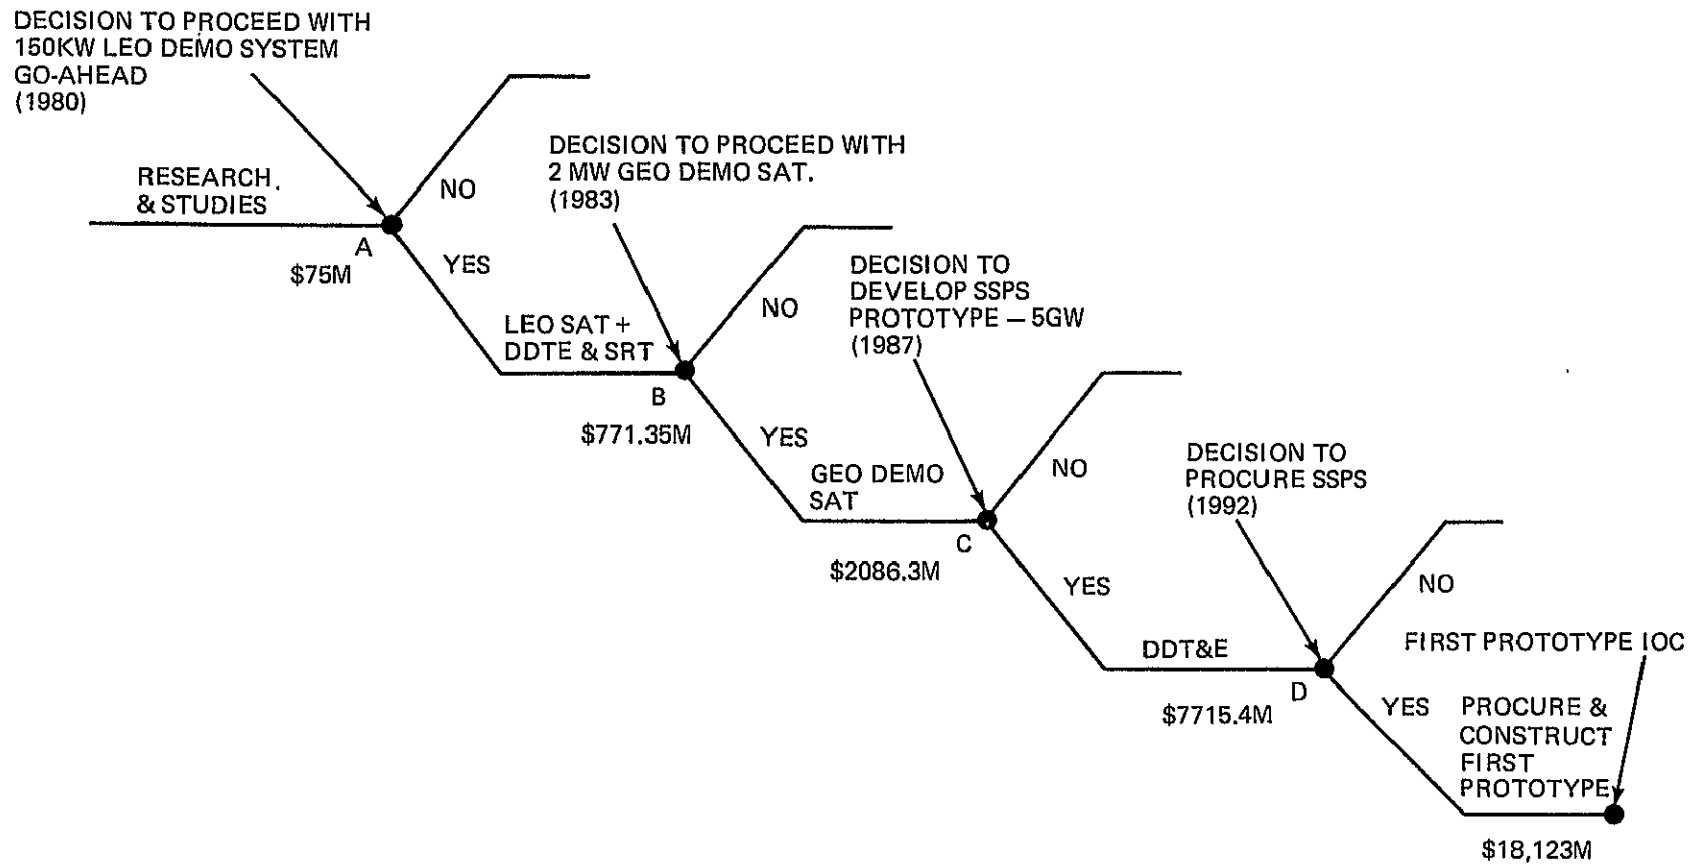 DECISION TO PROCEED WITH
150KW LEO DEMO SYSTEM
GO-AHEAD
(1980)
RESEARCH
& STUDIES
A
$75M
NO
YES
DECISION TO PROCEED WITH
2 MW GEO DEMO SAT.
(1983)
LEO SAT +
DDTE & SRT
B
$771.35M
NO
YES
DECISION TO
DEVELOP SSPS
PROTOTYPE — 5GW
(1987)
GEO DEMO
SAT
C
$2086.3M
NO
YES
DECISION TO
PROCURE SSPS
(1992)
DDT&E
D
$7715.4M
NO
YES
FIRST PROTOTYPE IOC
PROCURE &
CONSTRUCT
FIRST
PROTOTYPE
$18,123M